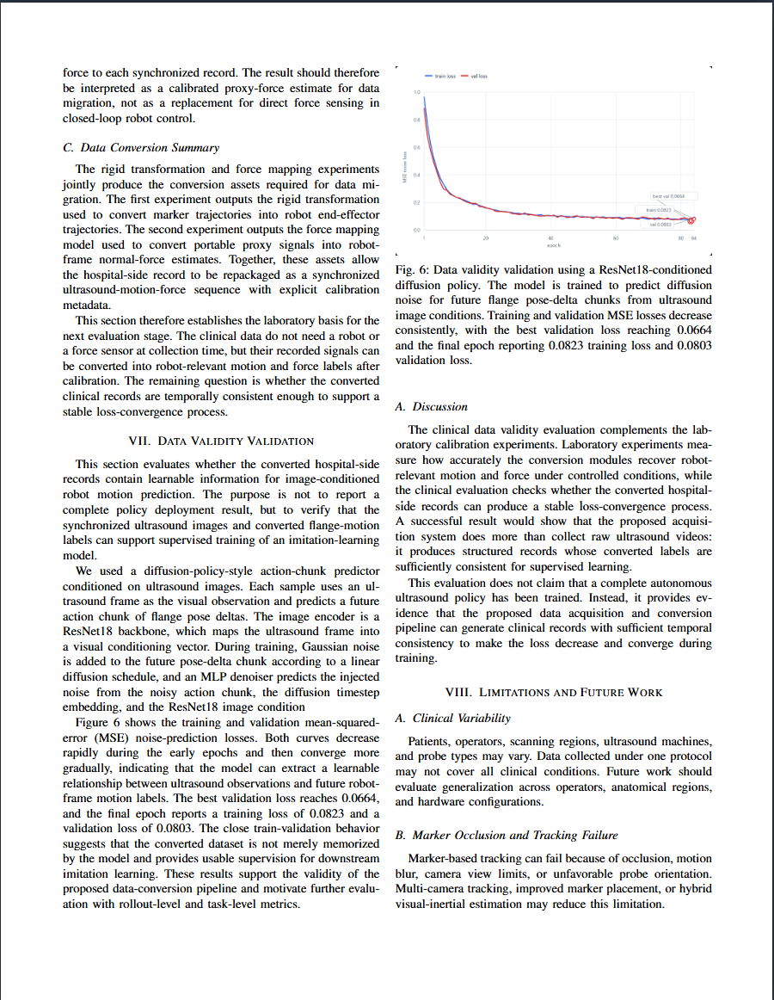 force to each synchronized record. The result should therefore
be interpreted as a calibrated proxy-force estimate for data
migration, not as a replacement for direct force sensing in
closed-loop robot control.
C. Data Conversion Summary
The rigid transformation and force mapping experiments
jointly produce the conversion assets required for data mi-
gration. The first experiment outputs the rigid transformation
used to convert marker trajectories into robot end-effector
trajectories. The second experiment outputs the force mapping
model used to convert portable proxy signals into robot-
frame normal-force estimates. Together, these assets allow
the hospital-side record to be repackaged as a synchronized
ultrasound-motion-force sequence with explicit calibration
metadata.
This section therefore establishes the laboratory basis for the
next evaluation stage. The clinical data do not need a robot or
a force sensor at collection time, but their recorded signals can
be converted into robot-relevant motion and force labels after
calibration. The remaining question is whether the converted
clinical records are temporally consistent enough to support a
stable loss-convergence process.
VII. DATA VALIDITY VALIDATION
This section evaluates whether the converted hospital-side
records contain learnable information for image-conditioned
robot motion prediction. The purpose is not to report a
complete policy deployment result, but to verify that the
synchronized ultrasound images and converted flange-motion
labels can support supervised training of an imitation-learning
model.
We used a diffusion-policy-style action-chunk predictor
conditioned on ultrasound images. Each sample uses an ul-
trasound frame as the visual observation and predicts a future
action chunk of flange pose deltas. The image encoder is a
ResNet18 backbone, which maps the ultrasound frame into
a visual conditioning vector. During training, Gaussian noise
is added to the future pose-delta chunk according to a linear
diffusion schedule, and an MLP denoiser predicts the injected
noise from the noisy action chunk, the diffusion timestep
embedding, and the ResNet18 image condition
Figure 6 shows the training and validation mean-squared-
error (MSE) noise-prediction losses. Both curves decrease
rapidly during the early epochs and then converge more
gradually, indicating that the model can extract a learnable
relationship between ultrasound observations and future robot-
frame motion labels. The best validation loss reaches 0.0664,
and the final epoch reports a training loss of 0.0823 and a
validation loss of 0.0803. The close train-validation behavior
suggests that the converted dataset is not merely memorized
by the model and provides usable supervision for downstream
imitation learning. These results support the validity of the
proposed data-conversion pipeline and motivate further evalu-
ation with rollout-level and task-level metrics.
train loss val loss
1.0
0.8
0.6
0.4
0.2
0.0
MSE noise loss
best val 0.0664
train 0.0823
val 0.0803
1 20 40 60 80 84
epoch
Fig. 6: Data validity validation using a ResNet18-conditioned
diffusion policy. The model is trained to predict diffusion
noise for future flange pose-delta chunks from ultrasound
image conditions. Training and validation MSE losses decrease
consistently, with the best validation loss reaching 0.0664
and the final epoch reporting 0.0823 training loss and 0.0803
validation loss.
A. Discussion
The clinical data validity evaluation complements the lab-
oratory calibration experiments. Laboratory experiments mea-
sure how accurately the conversion modules recover robot-
relevant motion and force under controlled conditions, while
the clinical evaluation checks whether the converted hospital-
side records can produce a stable loss-convergence process.
A successful result would show that the proposed acquisi-
tion system does more than collect raw ultrasound videos:
it produces structured records whose converted labels are
sufficiently consistent for supervised learning.
This evaluation does not claim that a complete autonomous
ultrasound policy has been trained. Instead, it provides ev-
idence that the proposed data acquisition and conversion
pipeline can generate clinical records with sufficient temporal
consistency to make the loss decrease and converge during
training.
VIII. LIMITATIONS AND FUTURE WORK
A. Clinical Variability
Patients, operators, scanning regions, ultrasound machines,
and probe types may vary. Data collected under one protocol
may not cover all clinical conditions. Future work should
evaluate generalization across operators, anatomical regions,
and hardware configurations.
B. Marker Occlusion and Tracking Failure
Marker-based tracking can fail because of occlusion, motion
blur, camera view limits, or unfavorable probe orientation.
Multi-camera tracking, improved marker placement, or hybrid
visual-inertial estimation may reduce this limitation.